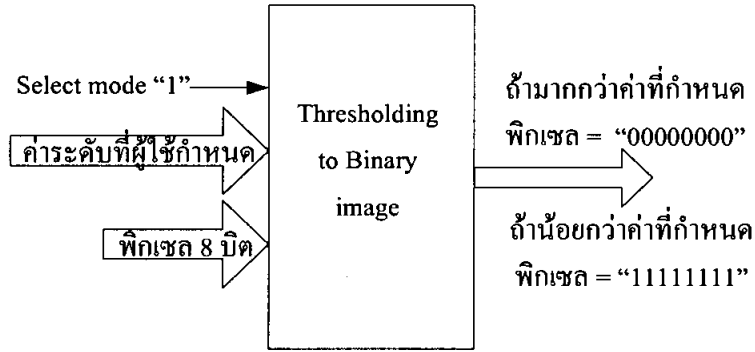 Select mode “1”
ค่าระดับที่ผู้ใช้กำหนด
พิกเซล 8 บิต
Thresholding
to Binary
image
ถ้ามากกว่าค่าที่กำหนด
พิกเซล = “00000000”
ถ้าน้อยกว่าค่าที่กำหนด
พิกเซล = “11111111”